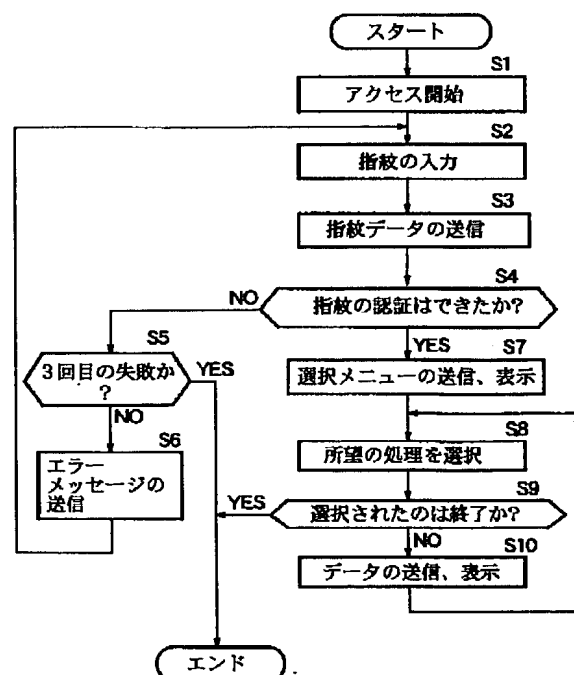 スタート
S1
アクセス開始
S2
指紋の入力
S3
指紋データの送信
S4
指紋の認証はできたか?
NO
YES
S5
3回目の失敗か
?
YES
NO
S6
エラー
メッセージの
送信
S7
選択メニューの送信、表示
S8
所望の処理を選択
S9
選択されたのは終了か?
YES
NO
S10
データの送信、表示
エンド